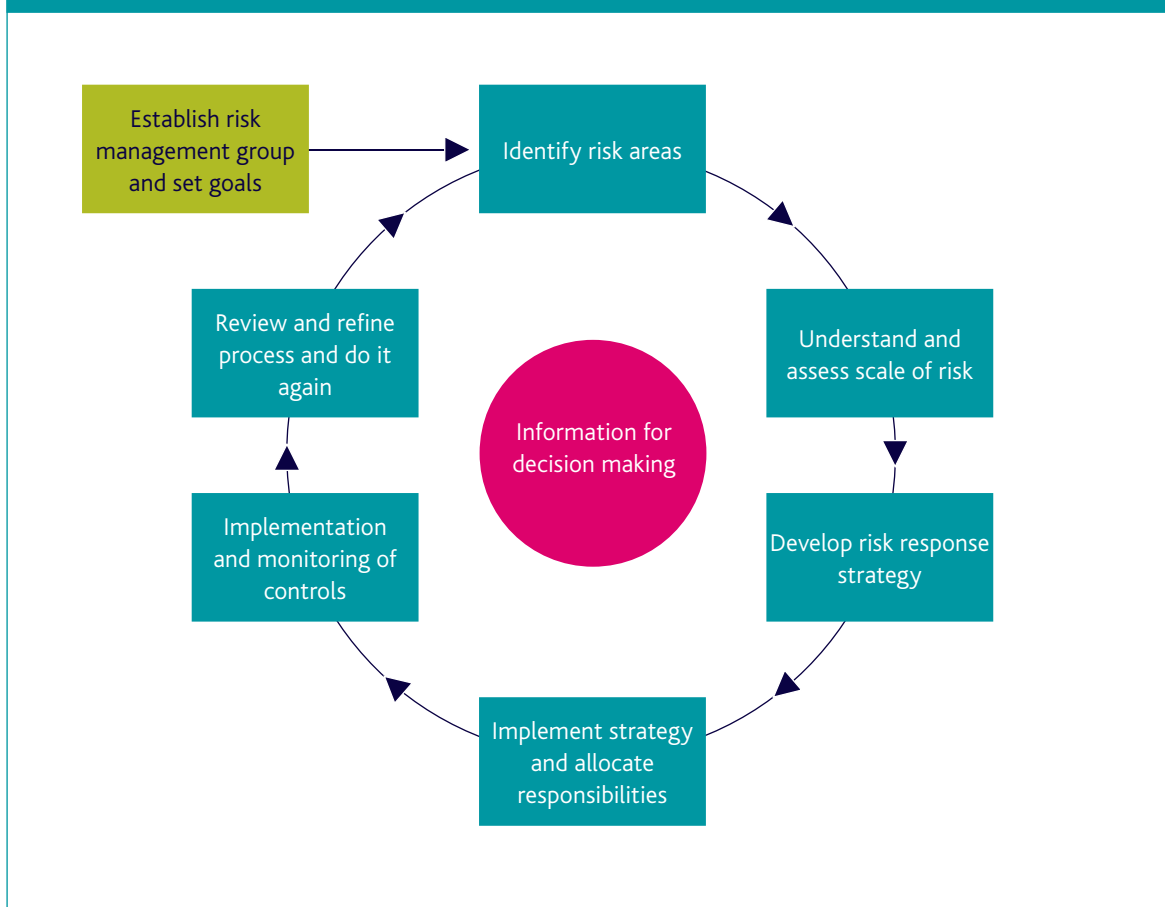 Establish risk
management group
and set goals
Identify risk areas
Understand and
assess scale of risk
Develop risk response
strategy
Implement strategy
and allocate
responsibilities
Implementation
and monitoring of
controls
Review and refine
process and do it
again
Information for
decision making